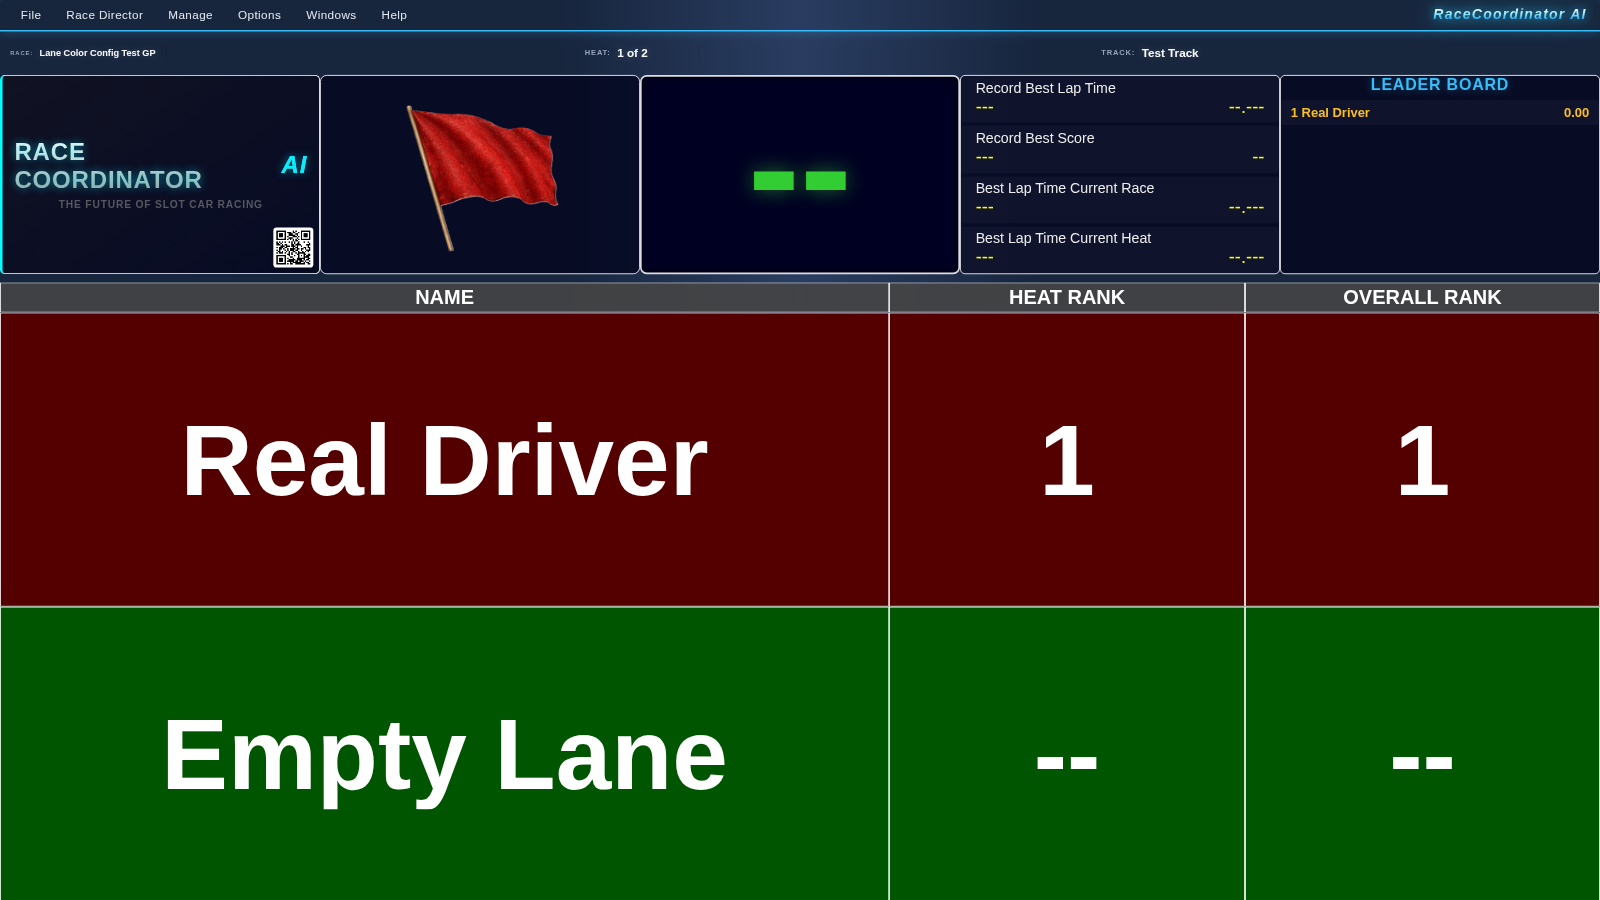 File Race Director Manage Options Windows Help RaceCoordinator AI
RACE: Lane Color Config Test GP HEAT: 1 of 2 TRACK: Test Track
RACE
COORDINATOR
AI
THE FUTURE OF SLOT CAR RACING
--
Record Best Lap Time
--- --.---
Record Best Score
--- --
Best Lap Time Current Race
--- --.---
Best Lap Time Current Heat
--- --.---
LEADER BOARD
1 Real Driver 0.00
NAME HEAT RANK OVERALL RANK
Real Driver 1 1
Empty Lane -- --